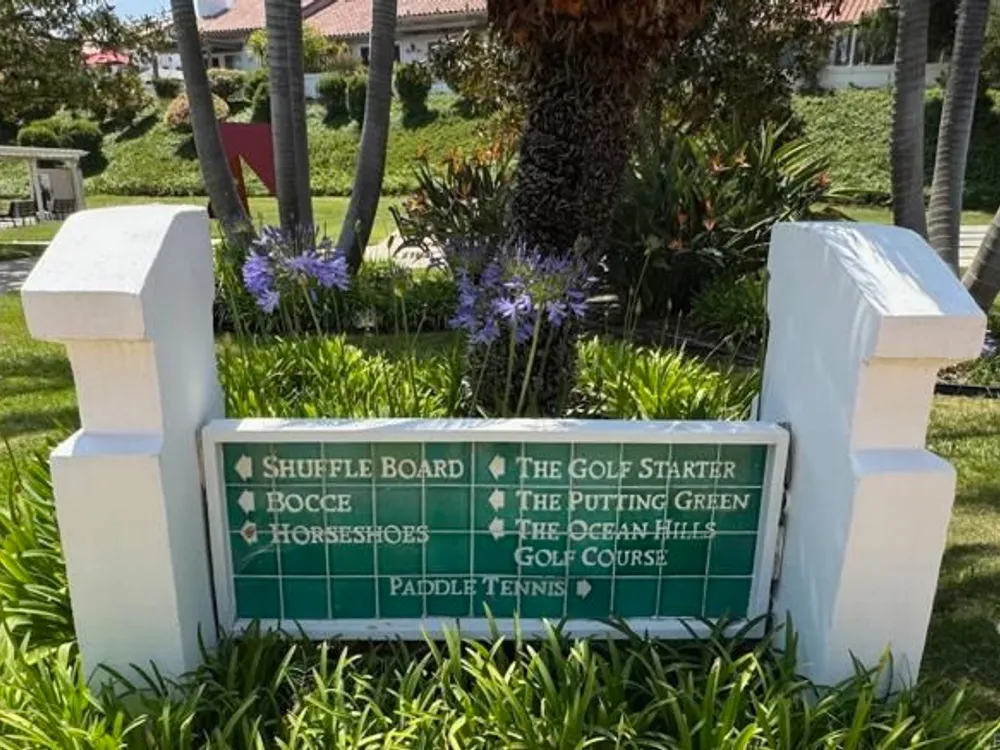 SHUFFLE BOARD
BOCCE
HORSESHOES
THE GOLF STARTER
THE PUTTING GREEN
THE OCEAN HILLS
GOLF COURSE
PADDLE TENNIS